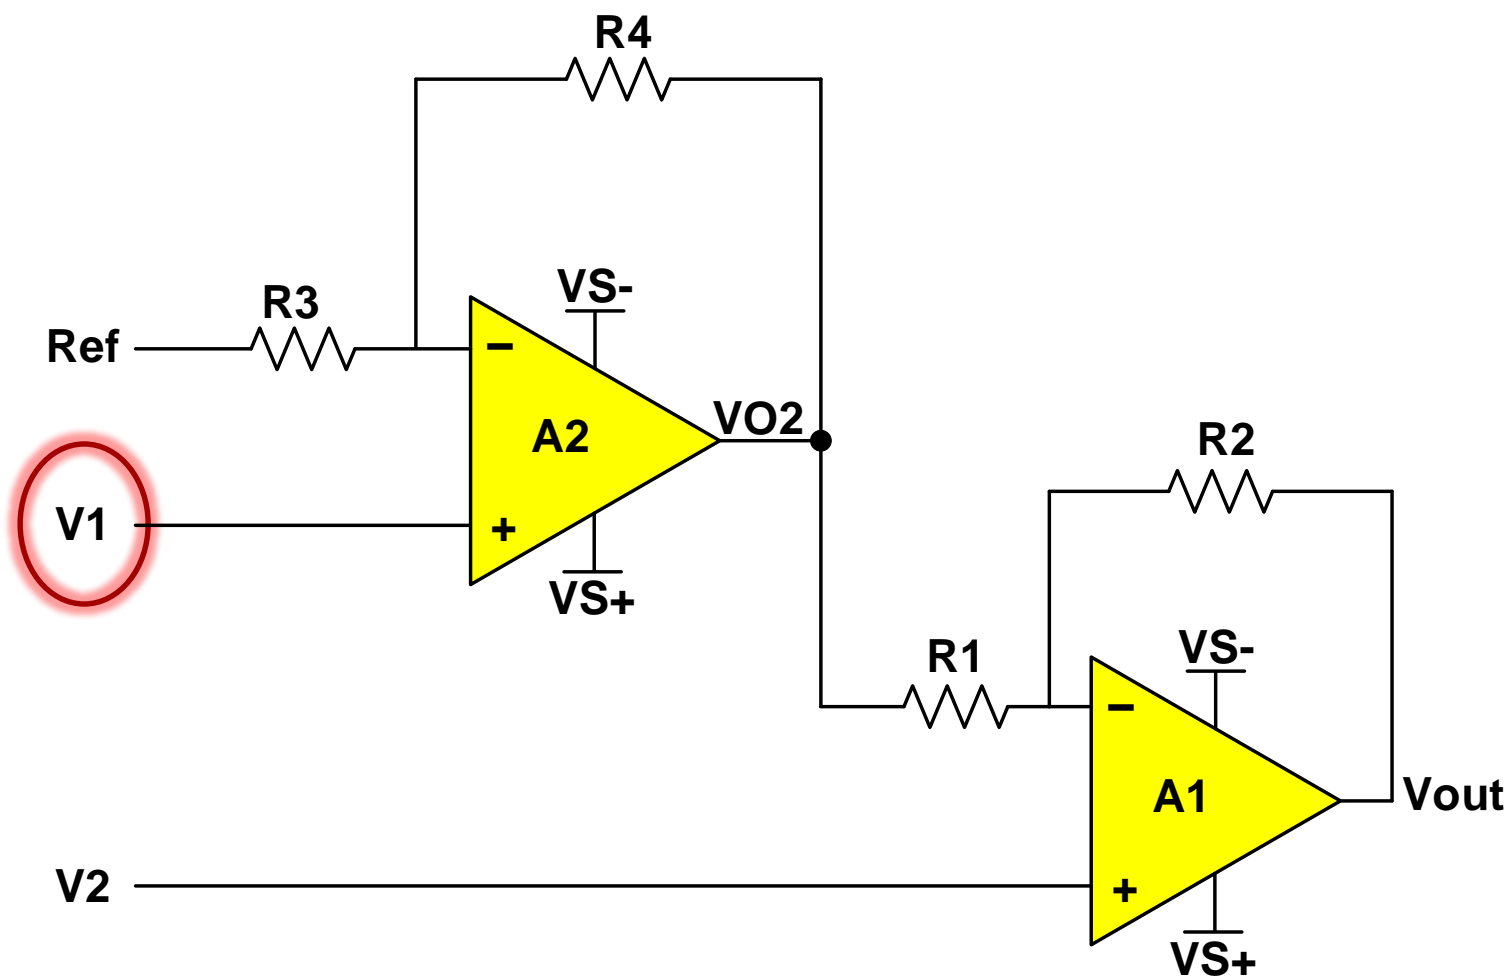 R4
VS-
R3
Ref
−
A2
VO2
V1
+
VS+
R2
R1
VS-
−
A1
Vout
V2
+
VS+